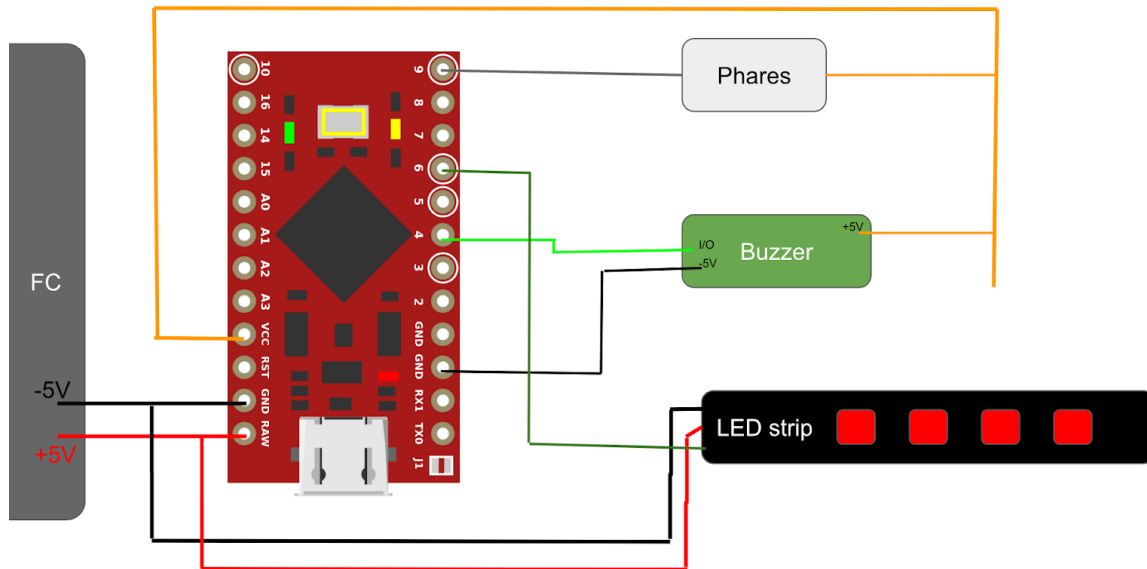 FC
-5V
+5V
10
16
14
15
A0
A1
A2
A3
VCC
RST
GND
RAW
9
8
7
6
5
4
3
2
GND
GND
RX1
TX0
J1
Phares
+5V
I/O
Buzzer
-5V
LED strip